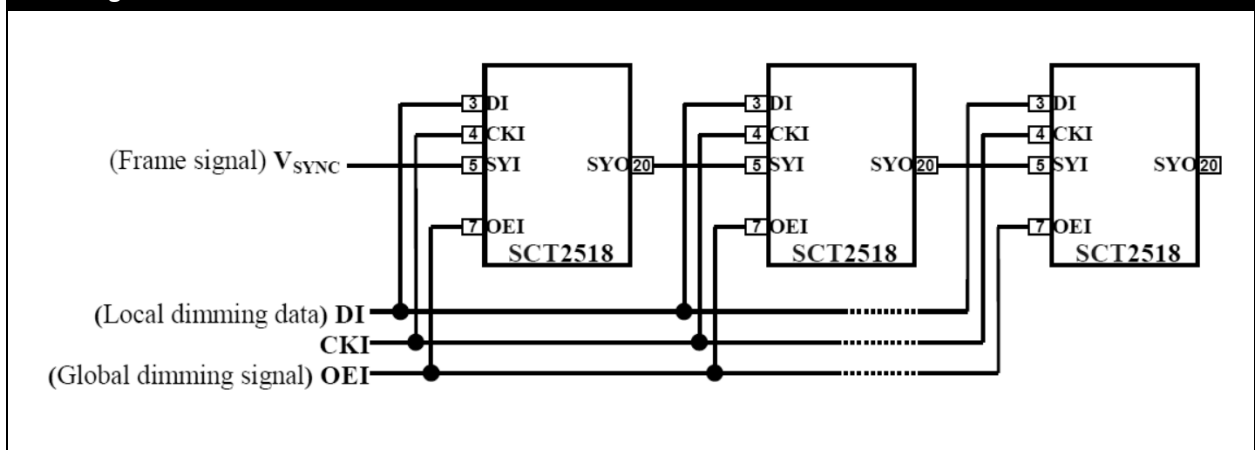 3 DI 3 DI 3 DI
4 CKI 4 CKI 4 CKI
(Frame signal) VSYNC 5 SYI SYO 20 5 SYI SYO 20 5 SYI SYO 20
7 OEI 7 OEI 7 OEI
SCT2518 SCT2518 SCT2518
(Local dimming data) DI
CKI
(Global dimming signal) OEI